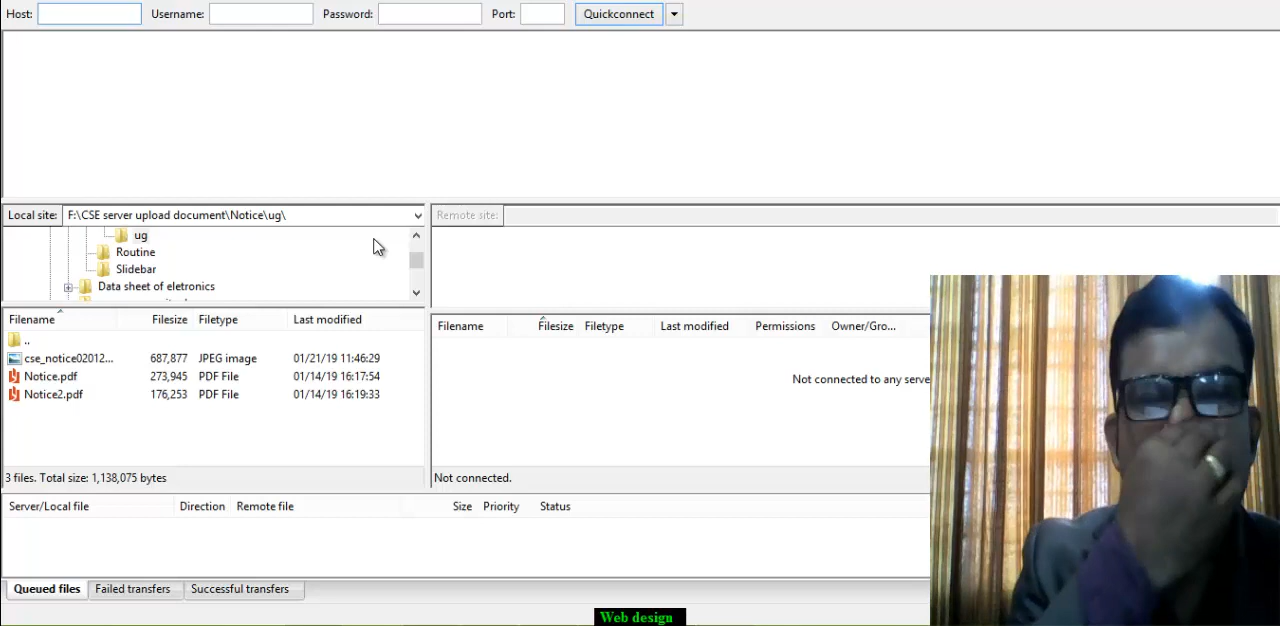 Host: Username: Password: Port: Quickconnect
Local site: F:\CSE server upload document\Notice\ug\ Remote site:
ug
Routine
Slidebar
Data sheet of eletronics
Filename Filesize Filetype Last modified
..
cse_notice02012... 687,877 JPEG image 01/21/19 11:46:29
Notice.pdf 273,945 PDF File 01/14/19 16:17:54
Notice2.pdf 176,253 PDF File 01/14/19 16:19:33
3 files. Total size: 1,138,075 bytes
Filename Filesize Filetype Last modified Permissions Owner/Gro...
Not connected to any serve
Not connected.
Server/Local file Direction Remote file Size Priority Status
Queued files Failed transfers Successful transfers
Web design